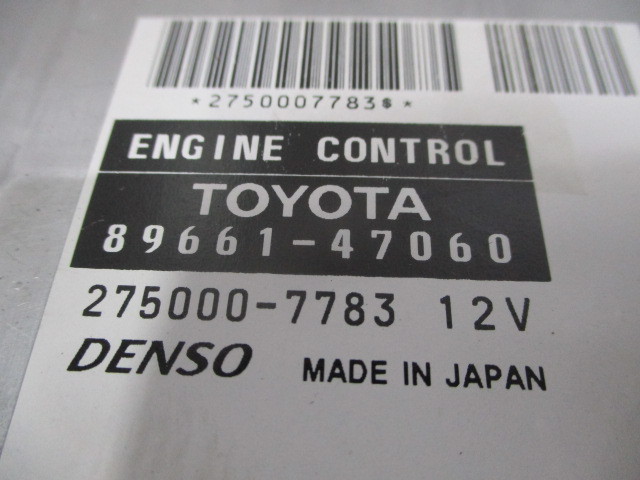 *2750007783$*
ENGINE CONTROL
TOYOTA
89661-47060
275000-7783 12V
DENSO MADE IN JAPAN